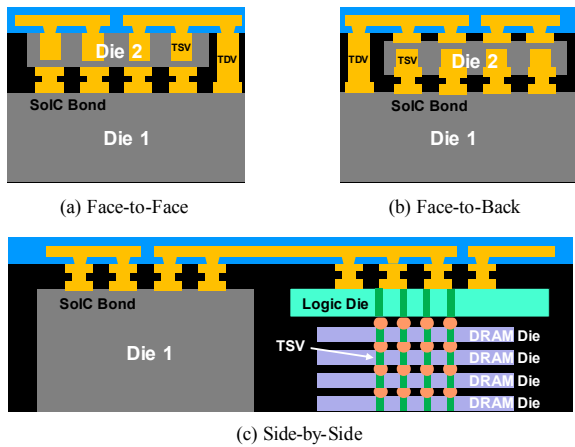 Die 2
TSV
TDV
SoIC Bond
Die 1
(a) Face-to-Face
TDV
TSV
Die 2
SoIC Bond
Die 1
(b) Face-to-Back
SoIC Bond
Die 1
Logic Die
TSV
DRAM Die
DRAM Die
DRAM Die
DRAM Die
(c) Side-by-Side